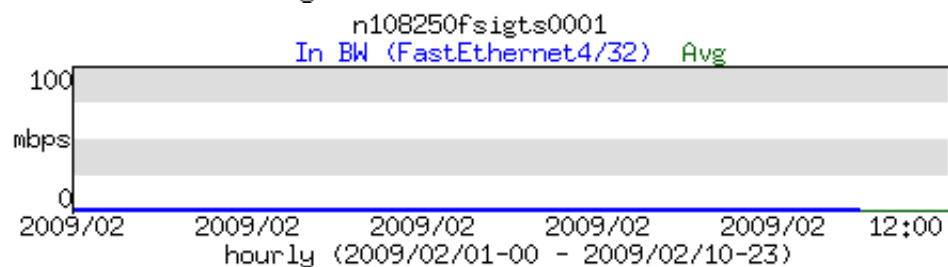 n108250fsigts0001
In BW (FastEthernet4/32) Avg
100
mbps
0
2009/02 2009/02 2009/02 2009/02 2009/02 12:00
hourly (2009/02/01-00 - 2009/02/10-23)